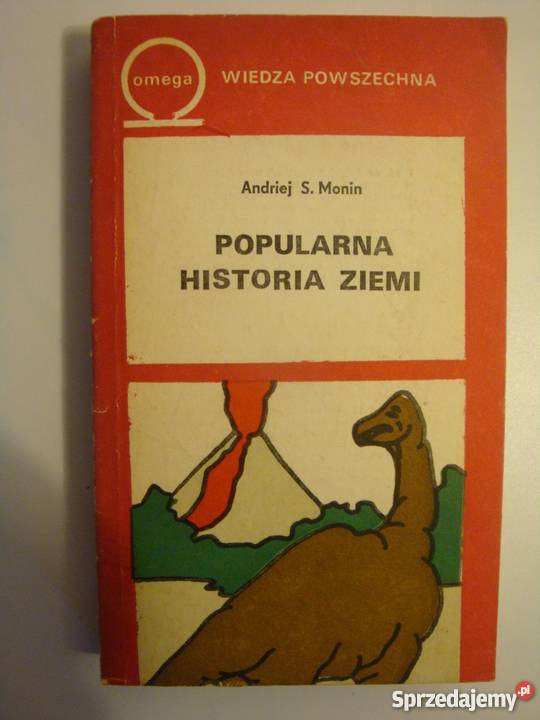 omega
WIEDZA POWSZECHNA
Andriej S. Monin
POPULARNA
HISTORIA ZIEMI
Sprzedajemy.pl